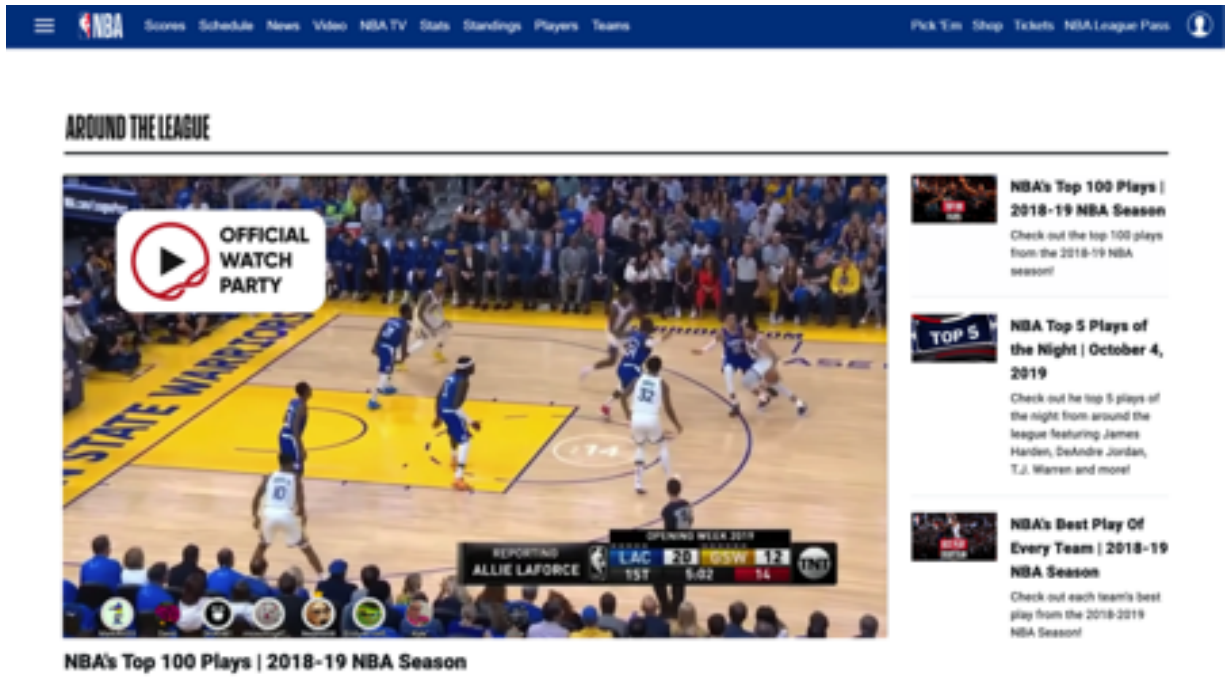 NBA
Scores Schedule News Video NBA TV Stats Standings Players Teams
Pick 'Em Shop Tickets NBA League Pass
AROUND THE LEAGUE
OFFICIAL
WATCH
PARTY
STATE WARRIORS
32
10
14
OPENING WEEK 2019
REPORTING
ALLIE LAFORCE
LAC 20 GSW 12
1ST 5:02 14
TNT
NBA's Top 100 Plays | 2018-19 NBA Season
NBA's Top 100 Plays |
2018-19 NBA Season
Check out the top 100 plays
from the 2018-19 NBA
season!
TOP 5
NBA Top 5 Plays of
the Night | October 4,
2019
Check out he top 5 plays of
the night from around the
league featuring James
Harden, DeAndre Jordan,
T.J. Warren and more!
NBA's Best Play Of
Every Team | 2018-19
NBA Season
Check out each team's best
play from the 2018-2019
NBA Season!